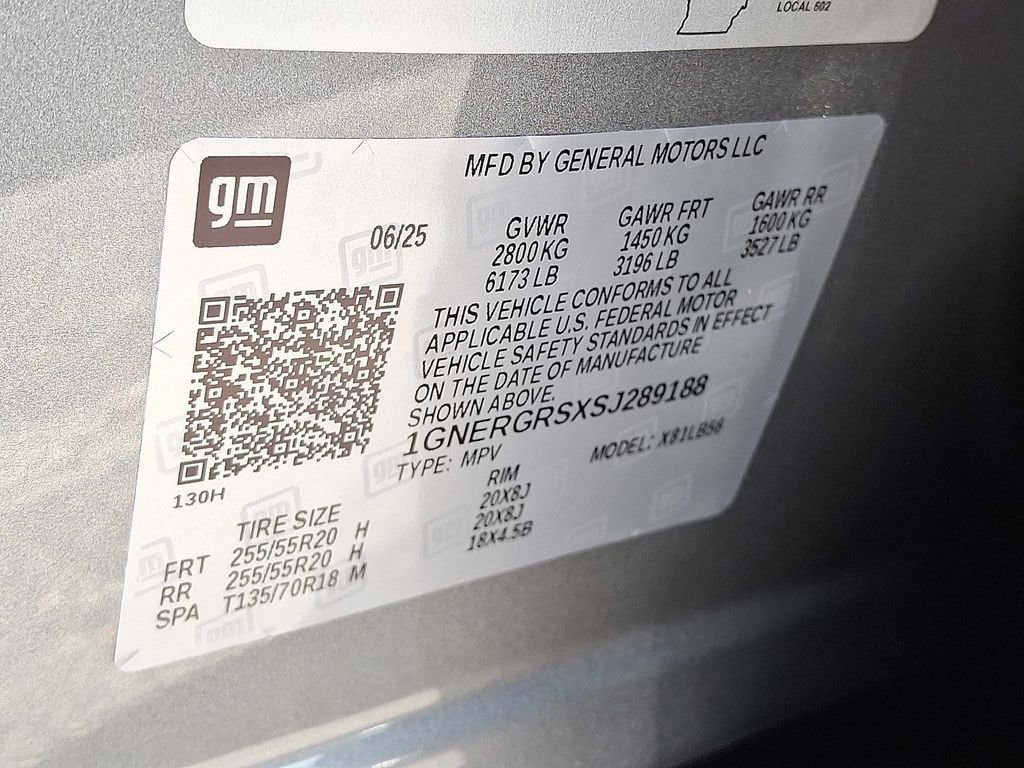 LOCAL 602
gm
MFD BY GENERAL MOTORS LLC
06/25
GVWR GAWR FRT GAWR RR
2800 KG 1450 KG 1600 KG
6173 LB 3196 LB 3527 LB
THIS VEHICLE CONFORMS TO ALL
APPLICABLE U.S. FEDERAL MOTOR
VEHICLE SAFETY STANDARDS IN EFFECT
ON THE DATE OF MANUFACTURE
SHOWN ABOVE.
1GNERGRSXSJ289188
TYPE: MPV MODEL: X81LB56
130H
TIRE SIZE RIM
FRT 255/55R20 H 20X8J
RR 255/55R20 H 20X8J
SPA T135/70R18 M 18X4.5B